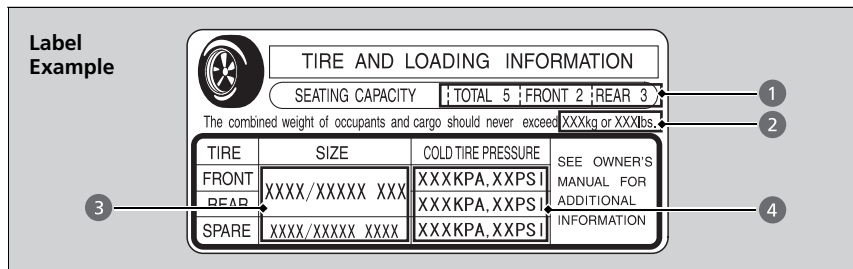 Label
Example
TIRE AND LOADING INFORMATION
SEATING CAPACITY TOTAL 5 FRONT 2 REAR 3
1
The combined weight of occupants and cargo should never exceed XXXkg or XXXlbs.
2
TIRE SIZE COLD TIRE PRESSURE
SEE OWNER'S
MANUAL FOR
ADDITIONAL
INFORMATION
FRONT XXXX/XXXXX XXX XXXKPA,XXPSI
REAR XXXKPA,XXPSI
3
4
SPARE XXXX/XXXXX XXXX XXXKPA,XXPSI